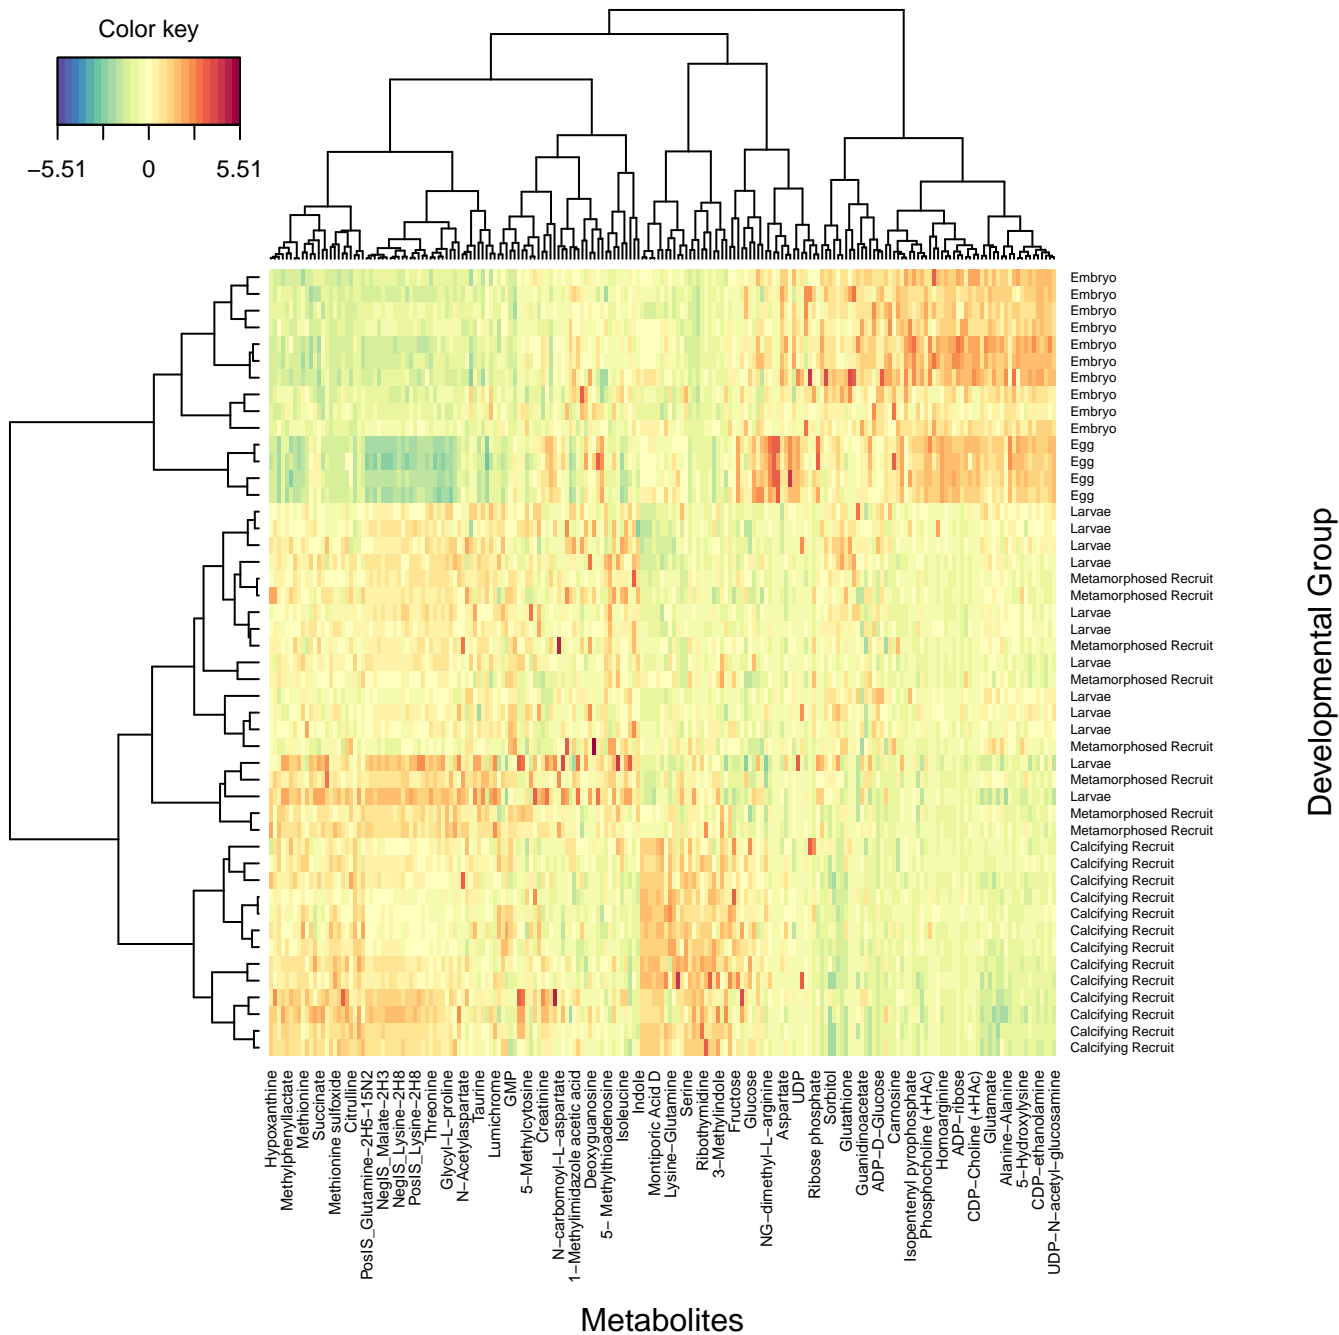 Color key
−5.51
0
5.51
Embryo
Embryo
Embryo
Embryo
Embryo
Embryo
Embryo
Embryo
Embryo
Embryo
Egg
Egg
Egg
Egg
Larvae
Larvae
Larvae
Larvae
Metamorphosed Recruit
Metamorphosed Recruit
Larvae
Larvae
Metamorphosed Recruit
Larvae
Metamorphosed Recruit
Larvae
Larvae
Larvae
Metamorphosed Recruit
Larvae
Metamorphosed Recruit
Larvae
Metamorphosed Recruit
Metamorphosed Recruit
Calcifying Recruit
Calcifying Recruit
Calcifying Recruit
Calcifying Recruit
Calcifying Recruit
Calcifying Recruit
Calcifying Recruit
Calcifying Recruit
Calcifying Recruit
Calcifying Recruit
Calcifying Recruit
Calcifying Recruit
Calcifying Recruit
Developmental Group
Hypoxanthine
Methylphenyllactate
Methionine
Succinate
Methionine sulfoxide
Citrulline
PosIS_Glutamine−2H5−15N2
NegIS_Malate−2H3
NegIS_Lysine−2H8
PosIS_Lysine−2H8
Threonine
Glycyl−L−proline
N−Acetylaspartate
Taurine
Lumichrome
GMP
5−Methylcytosine
Creatinine
N−carbomoyl−L−aspartate
1−Methylimidazole acetic acid
Deoxyguanosine
5− Methylthioadenosine
Isoleucine
Indole
Montiporic Acid D
Lysine−Glutamine
Serine
Ribothymidine
3−Methylindole
Fructose
Glucose
NG−dimethyl−L−arginine
Aspartate
UDP
Ribose phosphate
Sorbitol
Glutathione
Guanidinoacetate
ADP−D−Glucose
Carnosine
Isopentenyl pyrophosphate
Phosphocholine (+HAc)
Homoarginine
ADP−ribose
CDP−Choline (+HAc)
Glutamate
Alanine−Alanine
5−Hydroxylysine
CDP−ethanolamine
UDP−N−acetyl−glucosamine
Metabolites